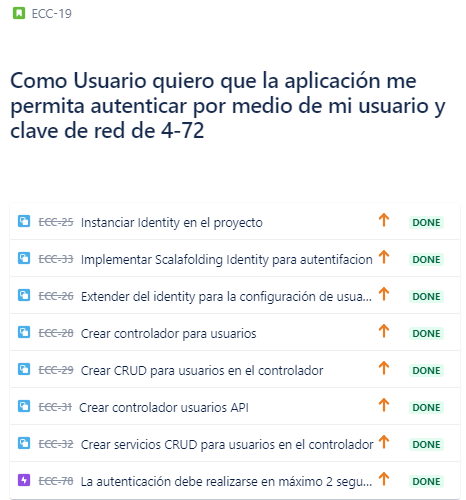 ECC-19
Como Usuario quiero que la aplicación me
permita autenticar por medio de mi usuario y
clave de red de 4-72
ECC-25 Instanciar Identity en el proyecto DONE
ECC-33 Implementar Scalafolding Identity para autentifacion DONE
ECC-26 Extender del identity para la configuración de usua... DONE
ECC-28 Crear controlador para usuarios DONE
ECC-29 Crear CRUD para usuarios en el controlador DONE
ECC-31 Crear controlador usuarios API DONE
ECC-32 Crear servicios CRUD para usuarios en el controlador DONE
ECC-78 La autenticación debe realizarse en máximo 2 segu... DONE